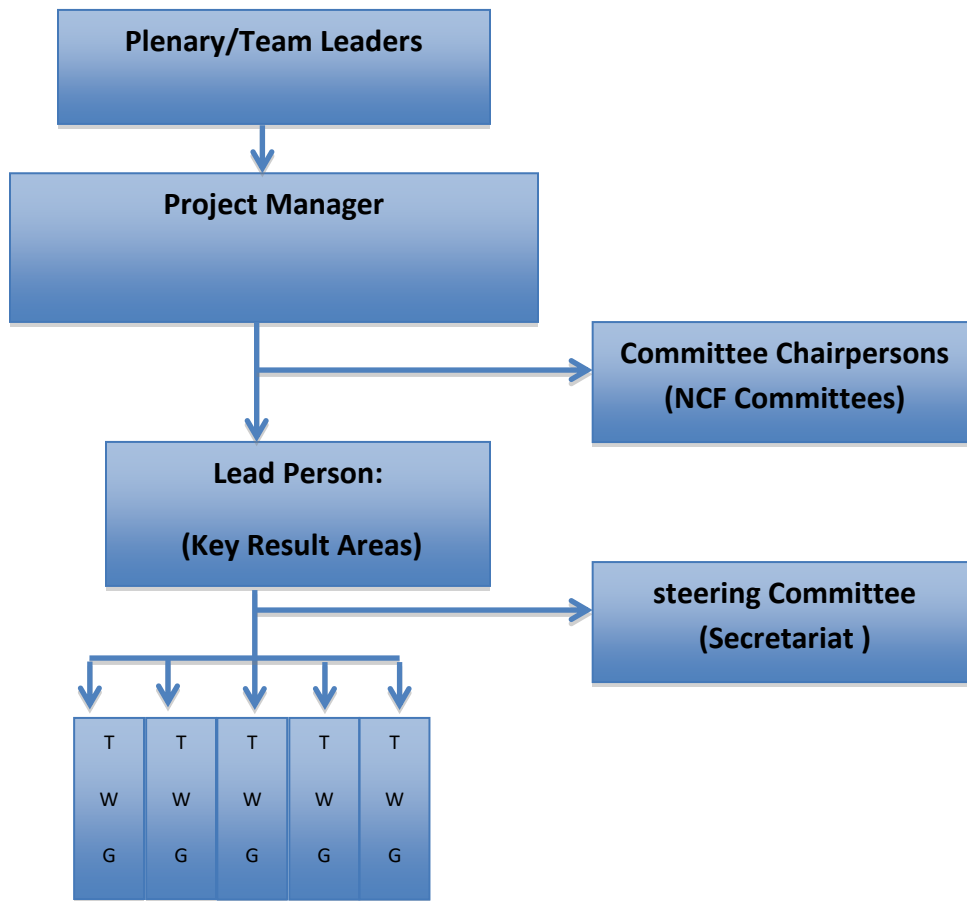 Plenary/Team Leaders
Project Manager
Committee Chairpersons
(NCF Committees)
Lead Person:
(Key Result Areas)
steering Committee
(Secretariat )
T T T T T
W W W W W
G G G G G